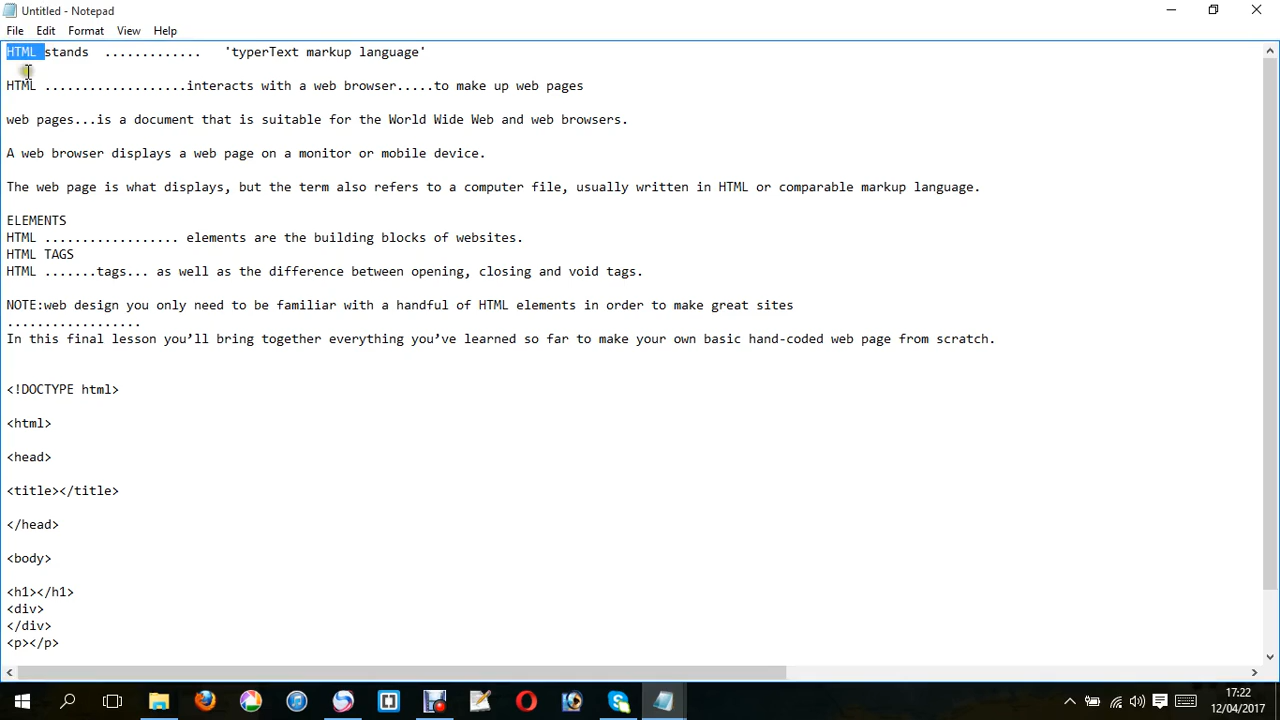 Untitled - Notepad
File Edit Format View Help
HTML stands ............. 'typerText markup language'
HTML ...................interacts with a web browser.....to make up web pages
web pages...is a document that is suitable for the World Wide Web and web browsers.
A web browser displays a web page on a monitor or mobile device.
The web page is what displays, but the term also refers to a computer file, usually written in HTML or comparable markup language.
ELEMENTS
HTML .................. elements are the building blocks of websites.
HTML TAGS
HTML .......tags... as well as the difference between opening, closing and void tags.
NOTE:web design you only need to be familiar with a handful of HTML elements in order to make great sites
..................
In this final lesson you’ll bring together everything you’ve learned so far to make your own basic hand-coded web page from scratch.
<!DOCTYPE html>
<html>
<head>
<title></title>
</head>
<body>
<h1></h1>
<div>
</div>
<p></p>
17:22
12/04/2017